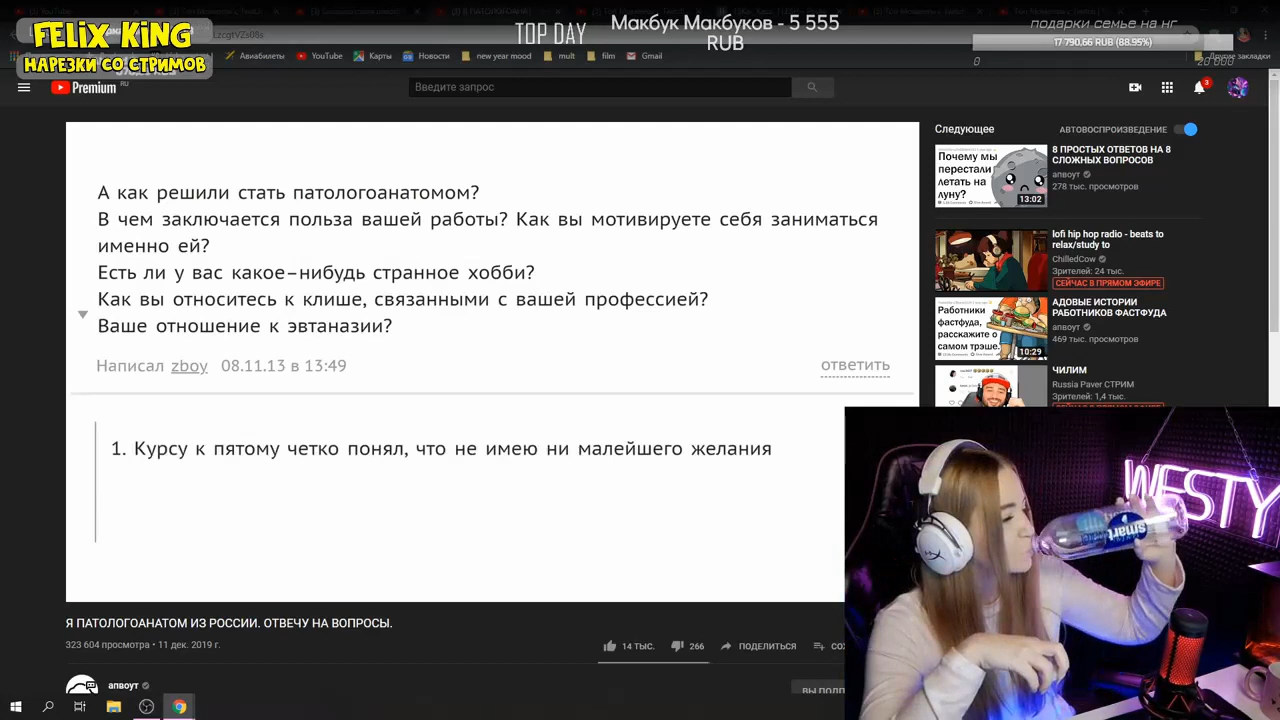 FELIX KING
НАРЕЗКИ СО СТРИМОВ
TOP DAY
Макбук Макбуков - 5 555
RUB
подарки семье на нг
17 790,66 RUB (88.95%)
0
20 000
Авиабилеты
YouTube
Карты
Новости
new year mood
mult
film
Gmail
Другие закладки
Premium
RU
Введите запрос
3
А как решили стать патологоанатомом?
В чем заключается польза вашей работы? Как вы мотивируете себя заниматься
именно ей?
Есть ли у вас какое-нибудь странное хобби?
Как вы относитесь к клише, связанными с вашей профессией?
Ваше отношение к эвтаназии?
Написал zboy 08.11.13 в 13:49
ответить
1. Курсу к пятому четко понял, что не имею ни малейшего желания
Я ПАТОЛОГОАНАТОМ ИЗ РОССИИ. ОТВЕЧУ НА ВОПРОСЫ.
323 604 просмотра • 11 дек. 2019 г.
14 ТЫС.
266
ПОДЕЛИТЬСЯ
апвоут
Следующее
АВТОВОСПРОИЗВЕДЕНИЕ
Почему мы
перестали
летать на
луну?
13:02
8 ПРОСТЫХ ОТВЕТОВ НА 8
СЛОЖНЫХ ВОПРОСОВ
апвоут
278 тыс. просмотров
lofi hip hop radio - beats to
relax/study to
ChilledCow
Зрителей: 24 тыс.
СЕЙЧАС В ПРЯМОМ ЭФИРЕ
Работники
фастфуда,
расскажите о
самом трэше.
10:29
АДОВЫЕ ИСТОРИИ
РАБОТНИКОВ ФАСТФУДА
апвоут
469 тыс. просмотров
ЧИЛИМ
Russia Paver СТРИМ
Зрителей: 1,4 тыс.
WESTY
smart